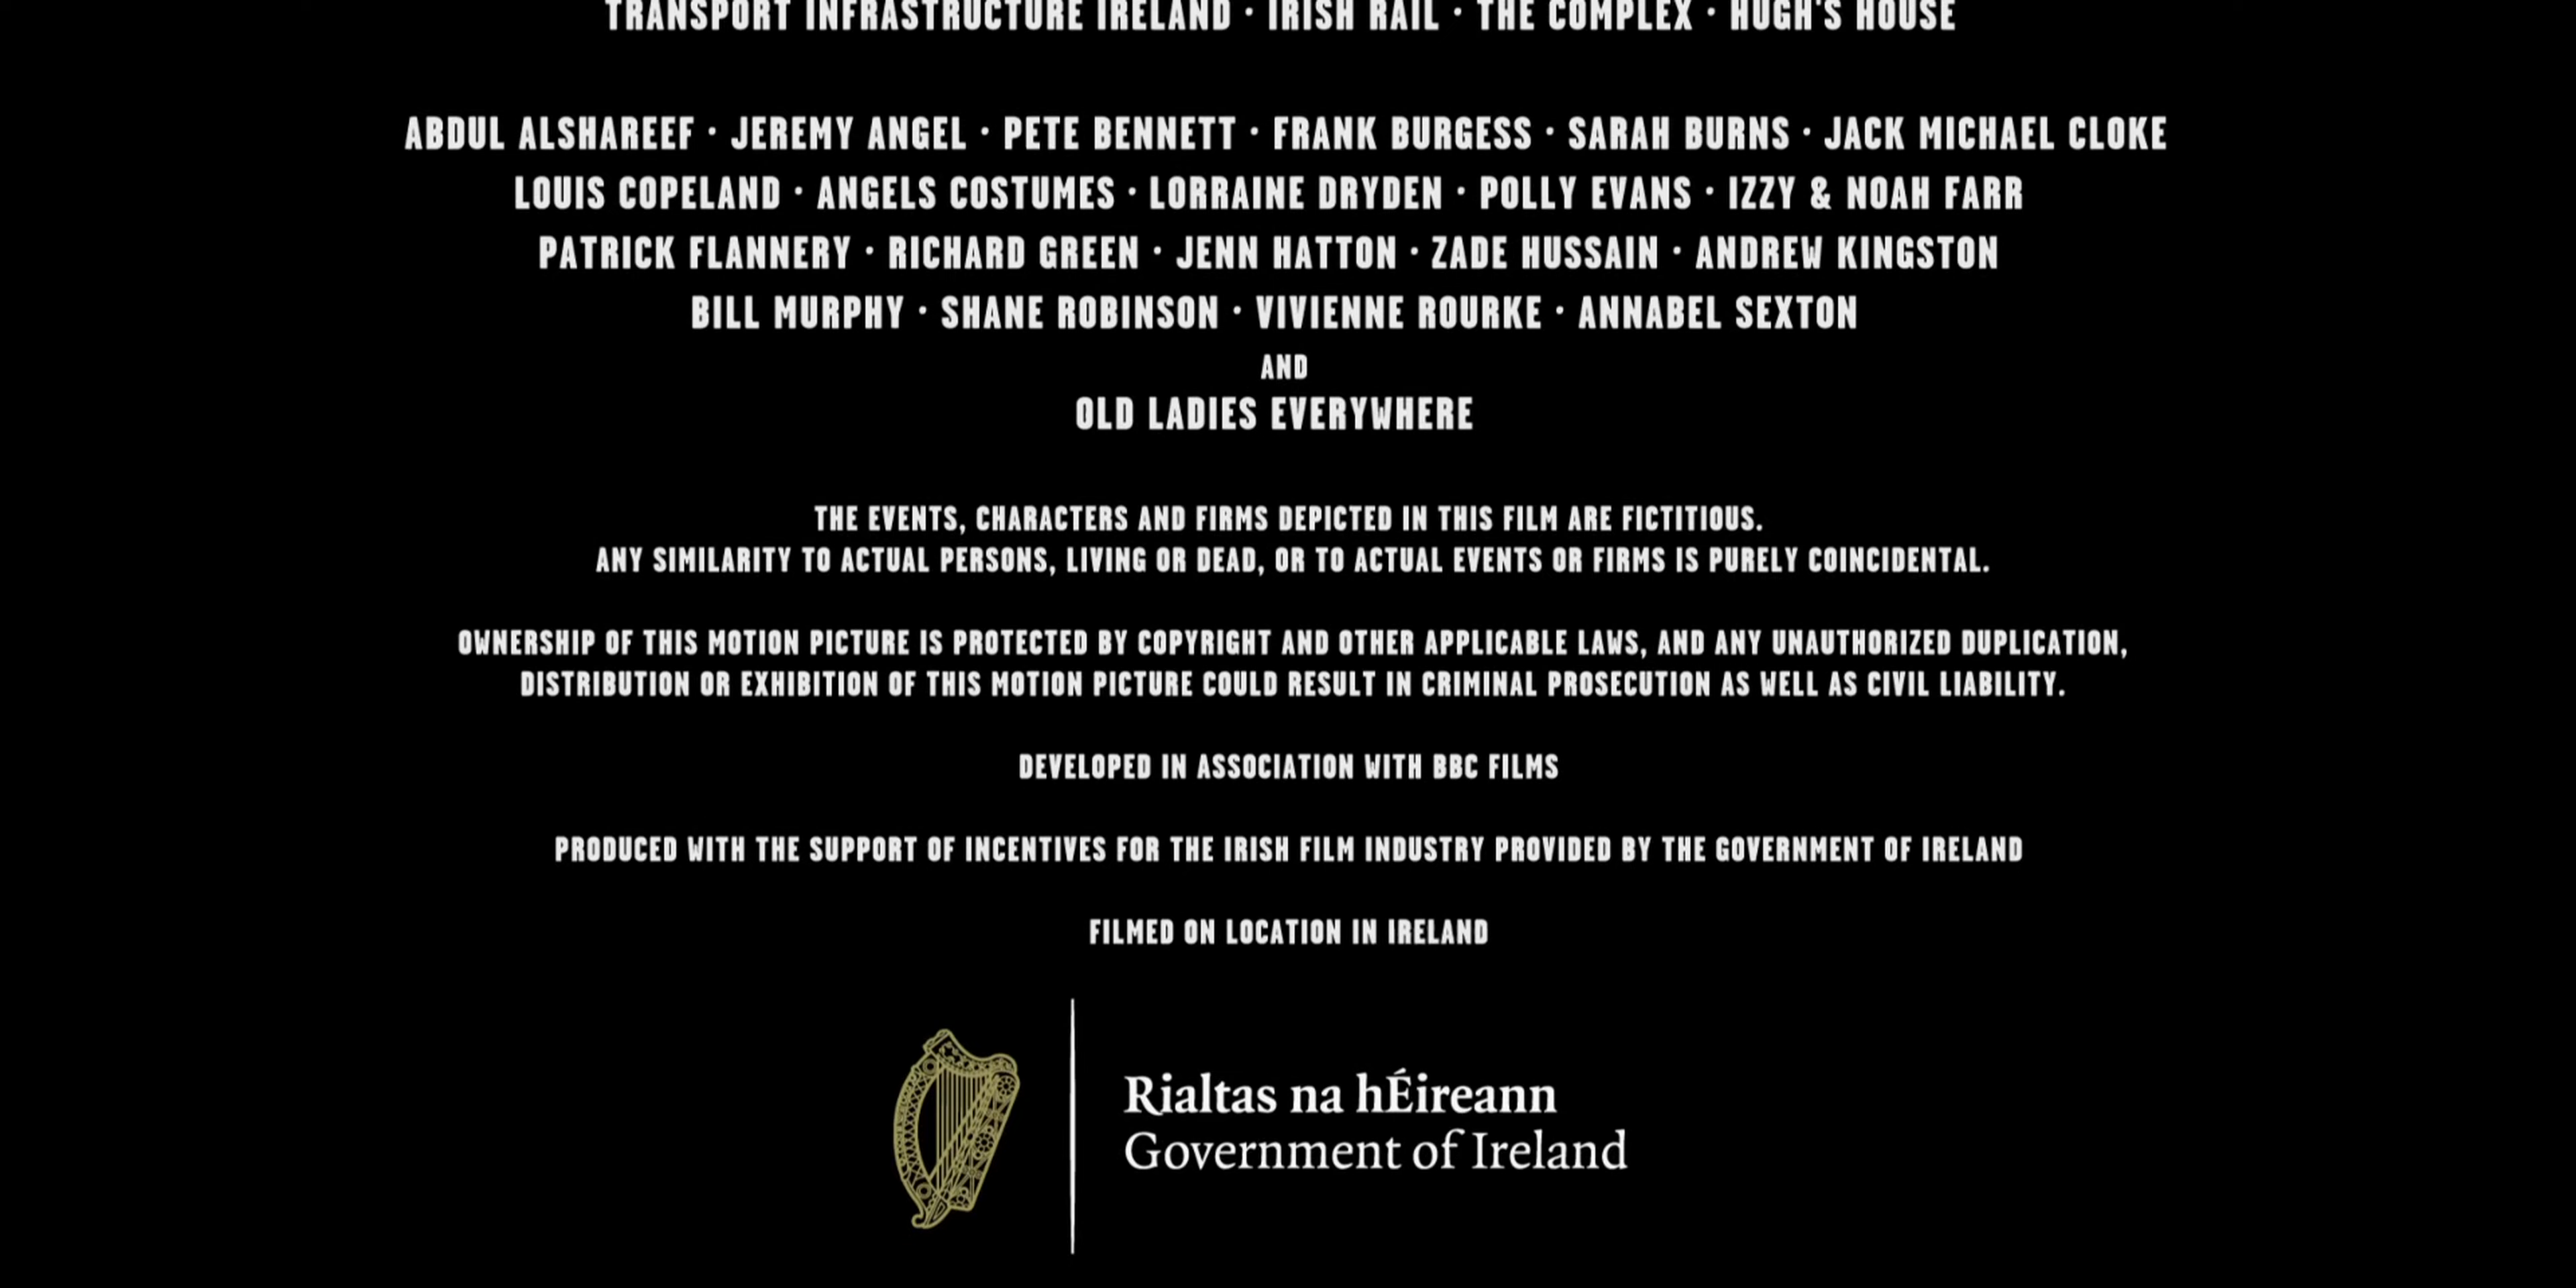 TRANSPORT INFRASTRUCTURE IRELAND · IRISH RAIL · THE COMPLEX · HUGH'S HOUSE
ABDUL ALSHAREEF · JEREMY ANGEL · PETE BENNETT · FRANK BURGESS · SARAH BURNS · JACK MICHAEL CLOKE
LOUIS COPELAND · ANGELS COSTUMES · LORRAINE DRYDEN · POLLY EVANS · IZZY & NOAH FARR
PATRICK FLANNERY · RICHARD GREEN · JENN HATTON · ZADE HUSSAIN · ANDREW KINGSTON
BILL MURPHY · SHANE ROBINSON · VIVIENNE ROURKE · ANNABEL SEXTON
AND
OLD LADIES EVERYWHERE
THE EVENTS, CHARACTERS AND FIRMS DEPICTED IN THIS FILM ARE FICTITIOUS.
ANY SIMILARITY TO ACTUAL PERSONS, LIVING OR DEAD, OR TO ACTUAL EVENTS OR FIRMS IS PURELY COINCIDENTAL.
OWNERSHIP OF THIS MOTION PICTURE IS PROTECTED BY COPYRIGHT AND OTHER APPLICABLE LAWS, AND ANY UNAUTHORIZED DUPLICATION,
DISTRIBUTION OR EXHIBITION OF THIS MOTION PICTURE COULD RESULT IN CRIMINAL PROSECUTION AS WELL AS CIVIL LIABILITY.
DEVELOPED IN ASSOCIATION WITH BBC FILMS
PRODUCED WITH THE SUPPORT OF INCENTIVES FOR THE IRISH FILM INDUSTRY PROVIDED BY THE GOVERNMENT OF IRELAND
FILMED ON LOCATION IN IRELAND
Rialtas na hÉireann
Government of Ireland